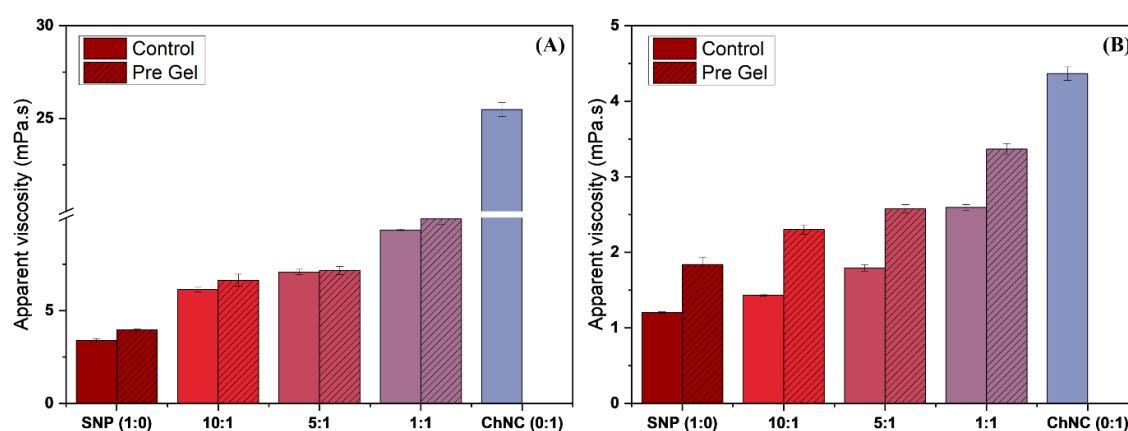 (A)
Control
Pre Gel
Apparent viscosity (mPa.s)
30
25
5
0
SNP (1:0) 10:1 5:1 1:1 ChNC (0:1)
(B)
Control
Pre Gel
Apparent viscosity (mPa.s)
5
4
3
2
1
0
SNP (1:0) 10:1 5:1 1:1 ChNC (0:1)